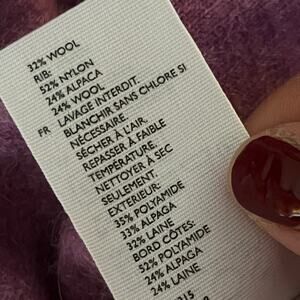 32% WOOL
RIB:
52% NYLON
24% ALPACA
24% WOOL
FR LAVAGE INTERDIT.
BLANCHIR SANS CHLORE SI
NÉCESSAIRE.
SÉCHER À L'AIR.
REPASSER À FAIBLE
TEMPÉRATURE.
NETTOYER À SEC
SEULEMENT.
EXTERIEUR:
35% POLYAMIDE
33% ALPAGA
32% LAINE
BORD CÔTES:
52% POLYAMIDE
24% ALPAGA
24% LAINE